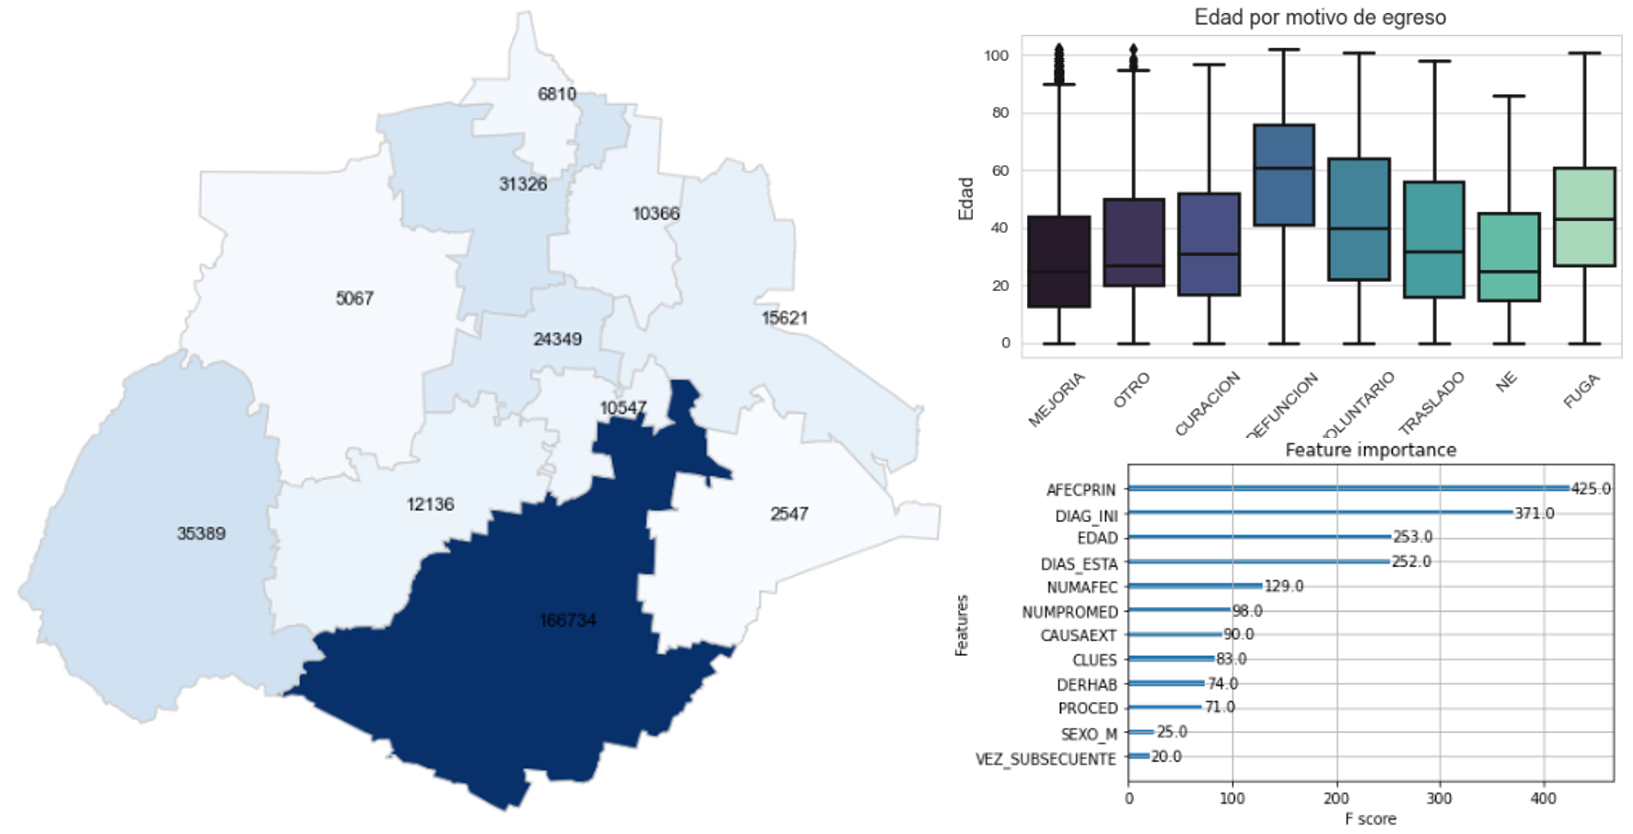 6810
31326
10366
5067
15621
24349
10547
12136
2547
35389
166734
Edad por motivo de egreso
Edad
100
80
60
40
20
0
MEJORIA
OTRO
CURACION
DEFUNCION
OLUNTARIO
TRASLADO
NE
FUGA
Feature importance
Features
AFECPRIN 425.0
DIAG_INI 371.0
EDAD 253.0
DIAS_ESTA 252.0
NUMAFEC 129.0
NUMPROMED 98.0
CAUSAEXT 90.0
CLUES 83.0
DERHAB 74.0
PROCED 71.0
SEXO_M 25.0
VEZ_SUBSECUENTE 20.0
0 100 200 300 400
F score